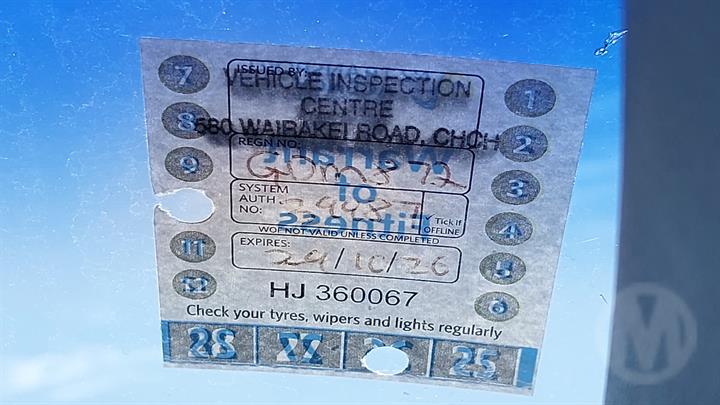 7
8
9
11
12
ISSUED BY:
VEHICLE INSPECTION
CENTRE
580 WAIRAKEI ROAD, CHCH
REGN NO:
SYSTEM
AUTH
NO:
✓ Tick if
OFFLINE
WOF NOT VALID UNLESS COMPLETED
EXPIRES:
29/10/26
HJ 360067
Check your tyres, wipers and lights regularly
1
2
3
4
5
6
28
25
M